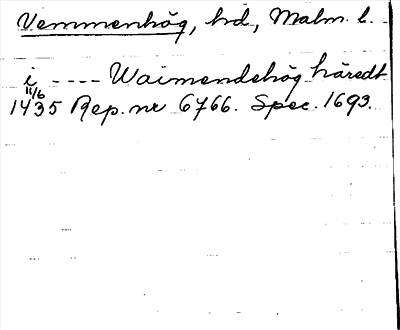 Vemmenhög, hd, Malm. l.
i ---- Waimendehög häredt
11/6
1435 Rep. nr 6766. Spec. 1693.